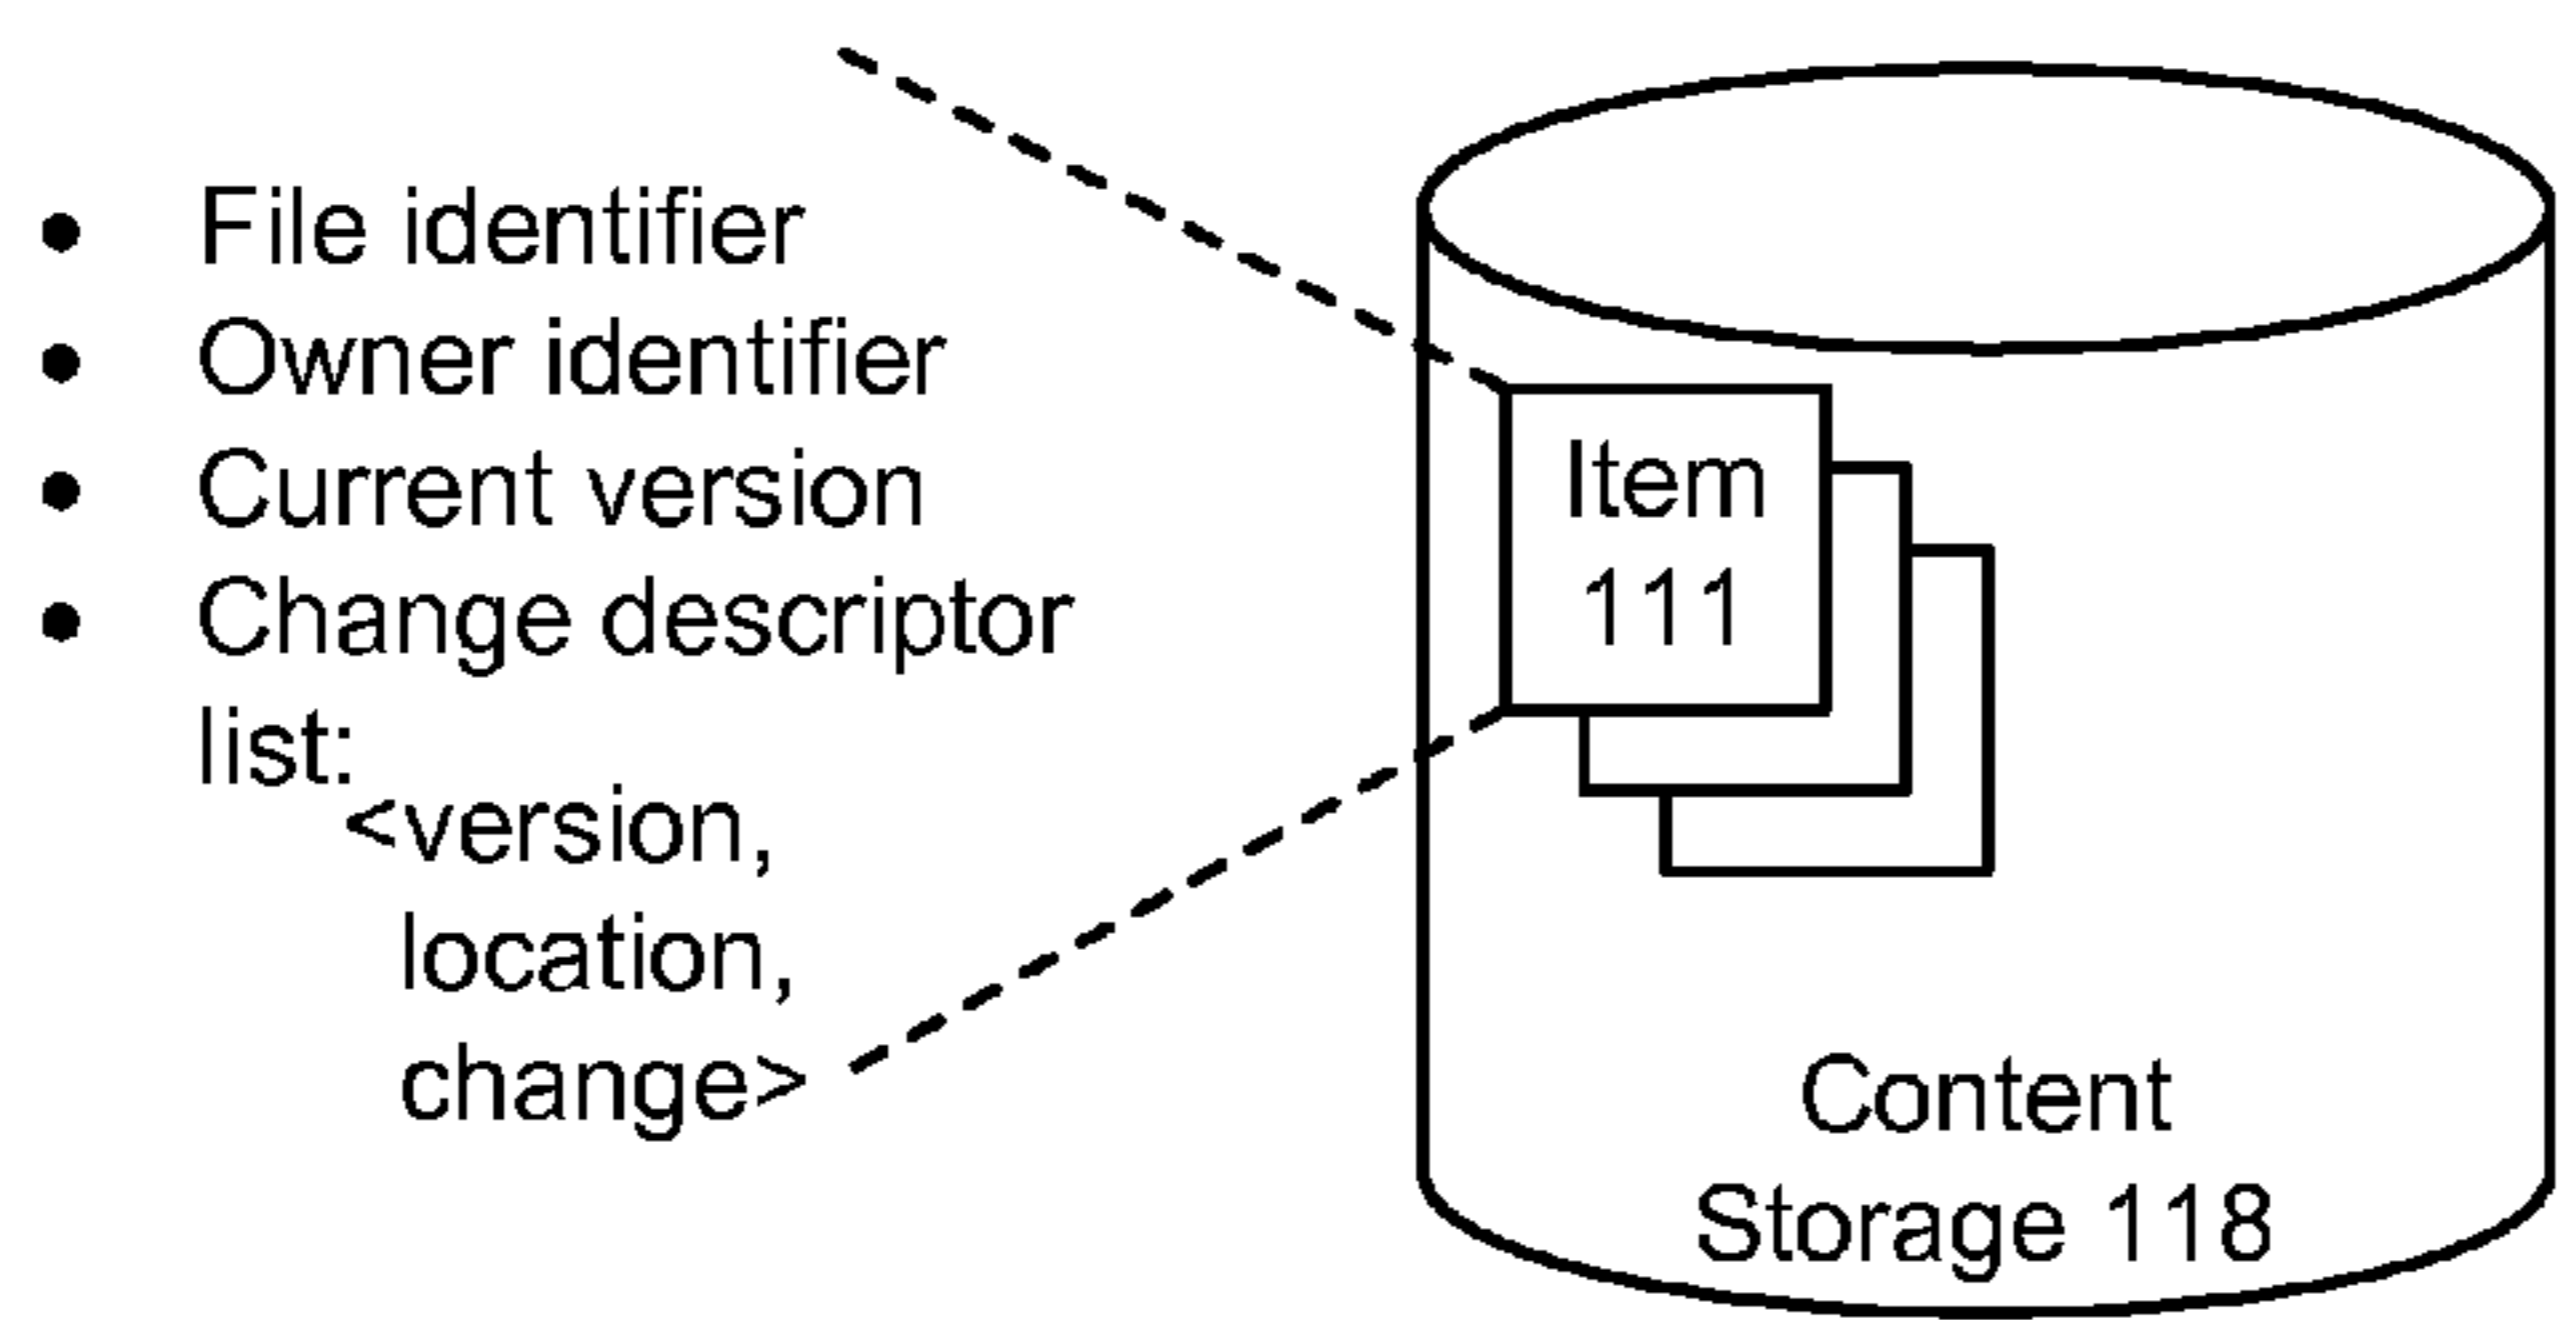 • File identifier
• Owner identifier
• Current version
• Change descriptor
list:
<version,
location,
change>
Item
111
Content
Storage 118